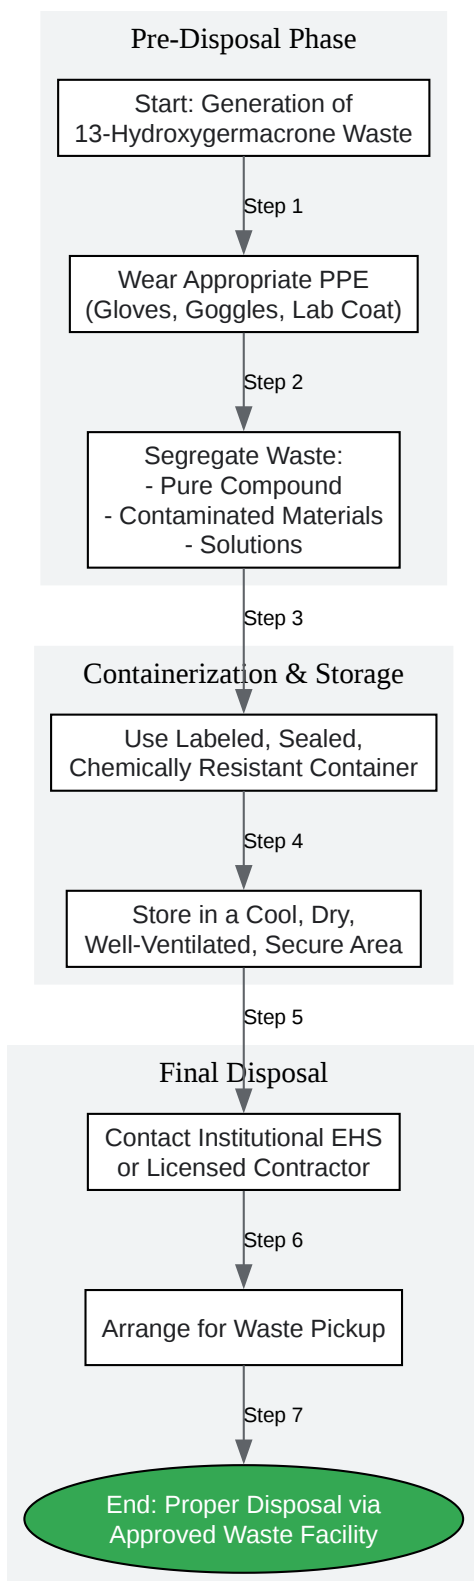 Pre-Disposal Phase
Start: Generation of
13-Hydroxygermacrone Waste
Step 1
Wear Appropriate PPE
(Gloves, Goggles, Lab Coat)
Step 2
Segregate Waste:
- Pure Compound
- Contaminated Materials
- Solutions
Step 3
Containerization & Storage
Use Labeled, Sealed,
Chemically Resistant Container
Step 4
Store in a Cool, Dry,
Well-Ventilated, Secure Area
Step 5
Final Disposal
Contact Institutional EHS
or Licensed Contractor
Step 6
Arrange for Waste Pickup
Step 7
End: Proper Disposal via
Approved Waste Facility